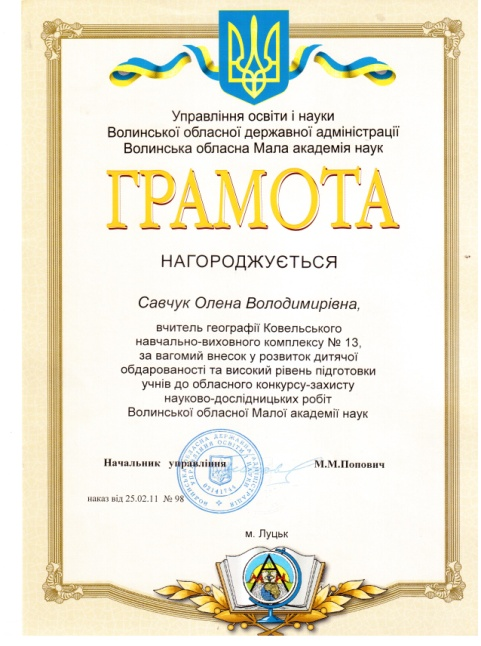 Управління освіти і науки
Волинської обласної державної адміністрації
Волинська обласна Мала академія наук
ГРАМОТА
НАГОРОДЖУЄТЬСЯ
Савчук Олена Володимирівна,
вчитель географії Ковельського
навчально-виховного комплексу № 13,
за вагомий внесок у розвиток дитячої
обдарованості та високий рівень підготовки
учнів до обласного конкурсу-захисту
науково-дослідницьких робіт
Волинської обласної Малої академії наук
Начальник управління М.М.Попович
наказ від 25.02.11 № 98
м. Луцьк